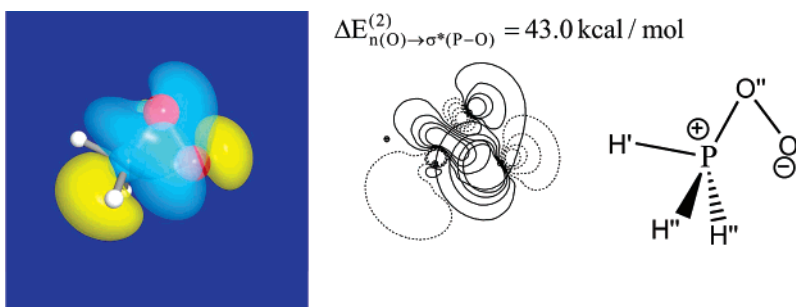 ΔE⁽²⁾ₙ₍O₎→σ*₍P–O₎ = 43.0 kcal / mol
O"
H' P⊕ O⊖
H" H"